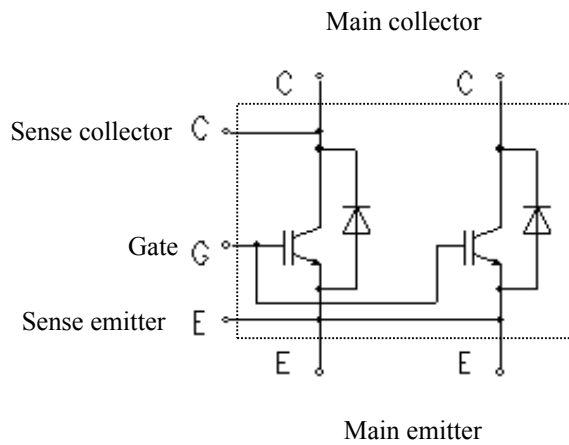 Main collector
C C
Sense collector C
Gate G
Sense emitter E
E E
Main emitter